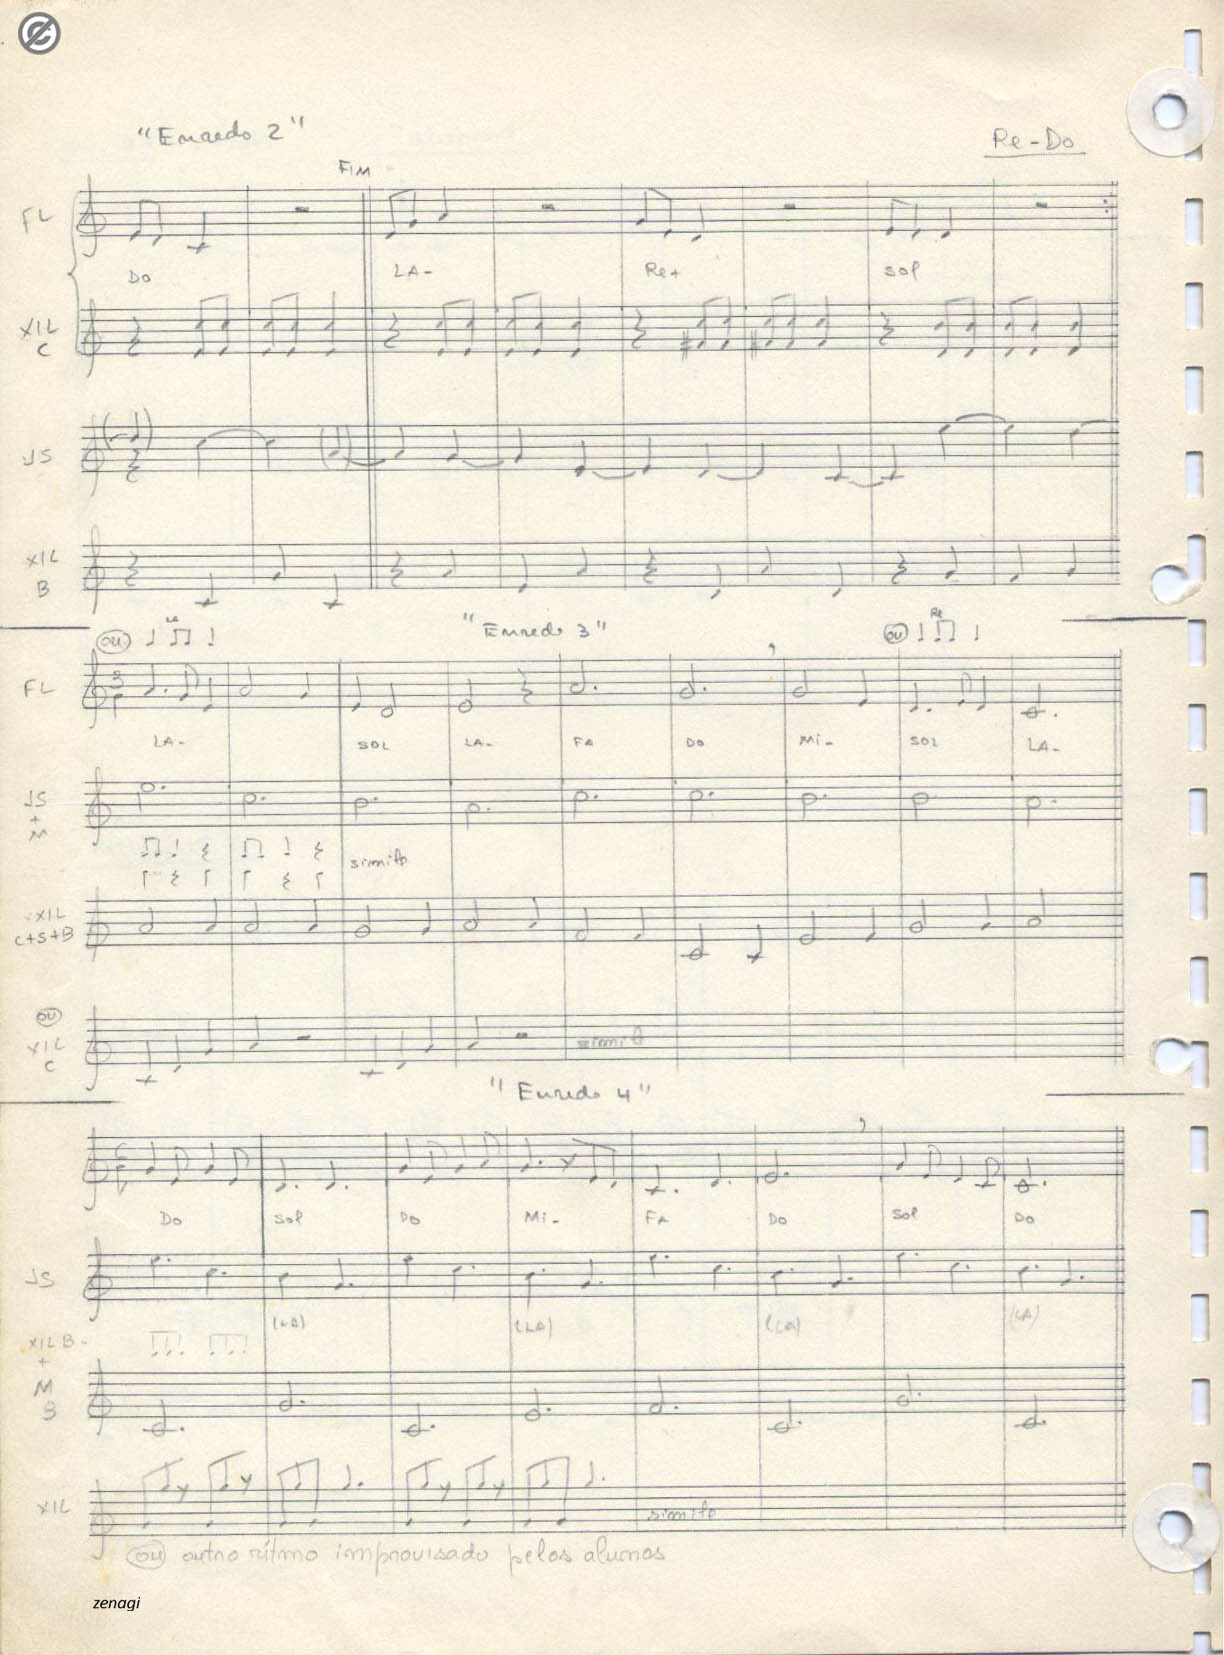 "Enredo 2"
Re-Do
FIM
FL
DO LA- Re+ Sol
XIL
C
JS
XIL
B
"Enredo 3"
OU LA
OU Re
FL
3
LA- SOL LA- FA DO Mi- SOL LA-
JS
+
M
simile
XIL
C+S+B
OU
XIL
C
simile
"Enredo 4"
6
DO Sol DO Mi- FA DO Sol DO
JS
(LA) (LA) (LA) (LA)
XIL B
+
M
B
XIL
simile
OU outro ritmo improvisado pelos alunos
zenagi